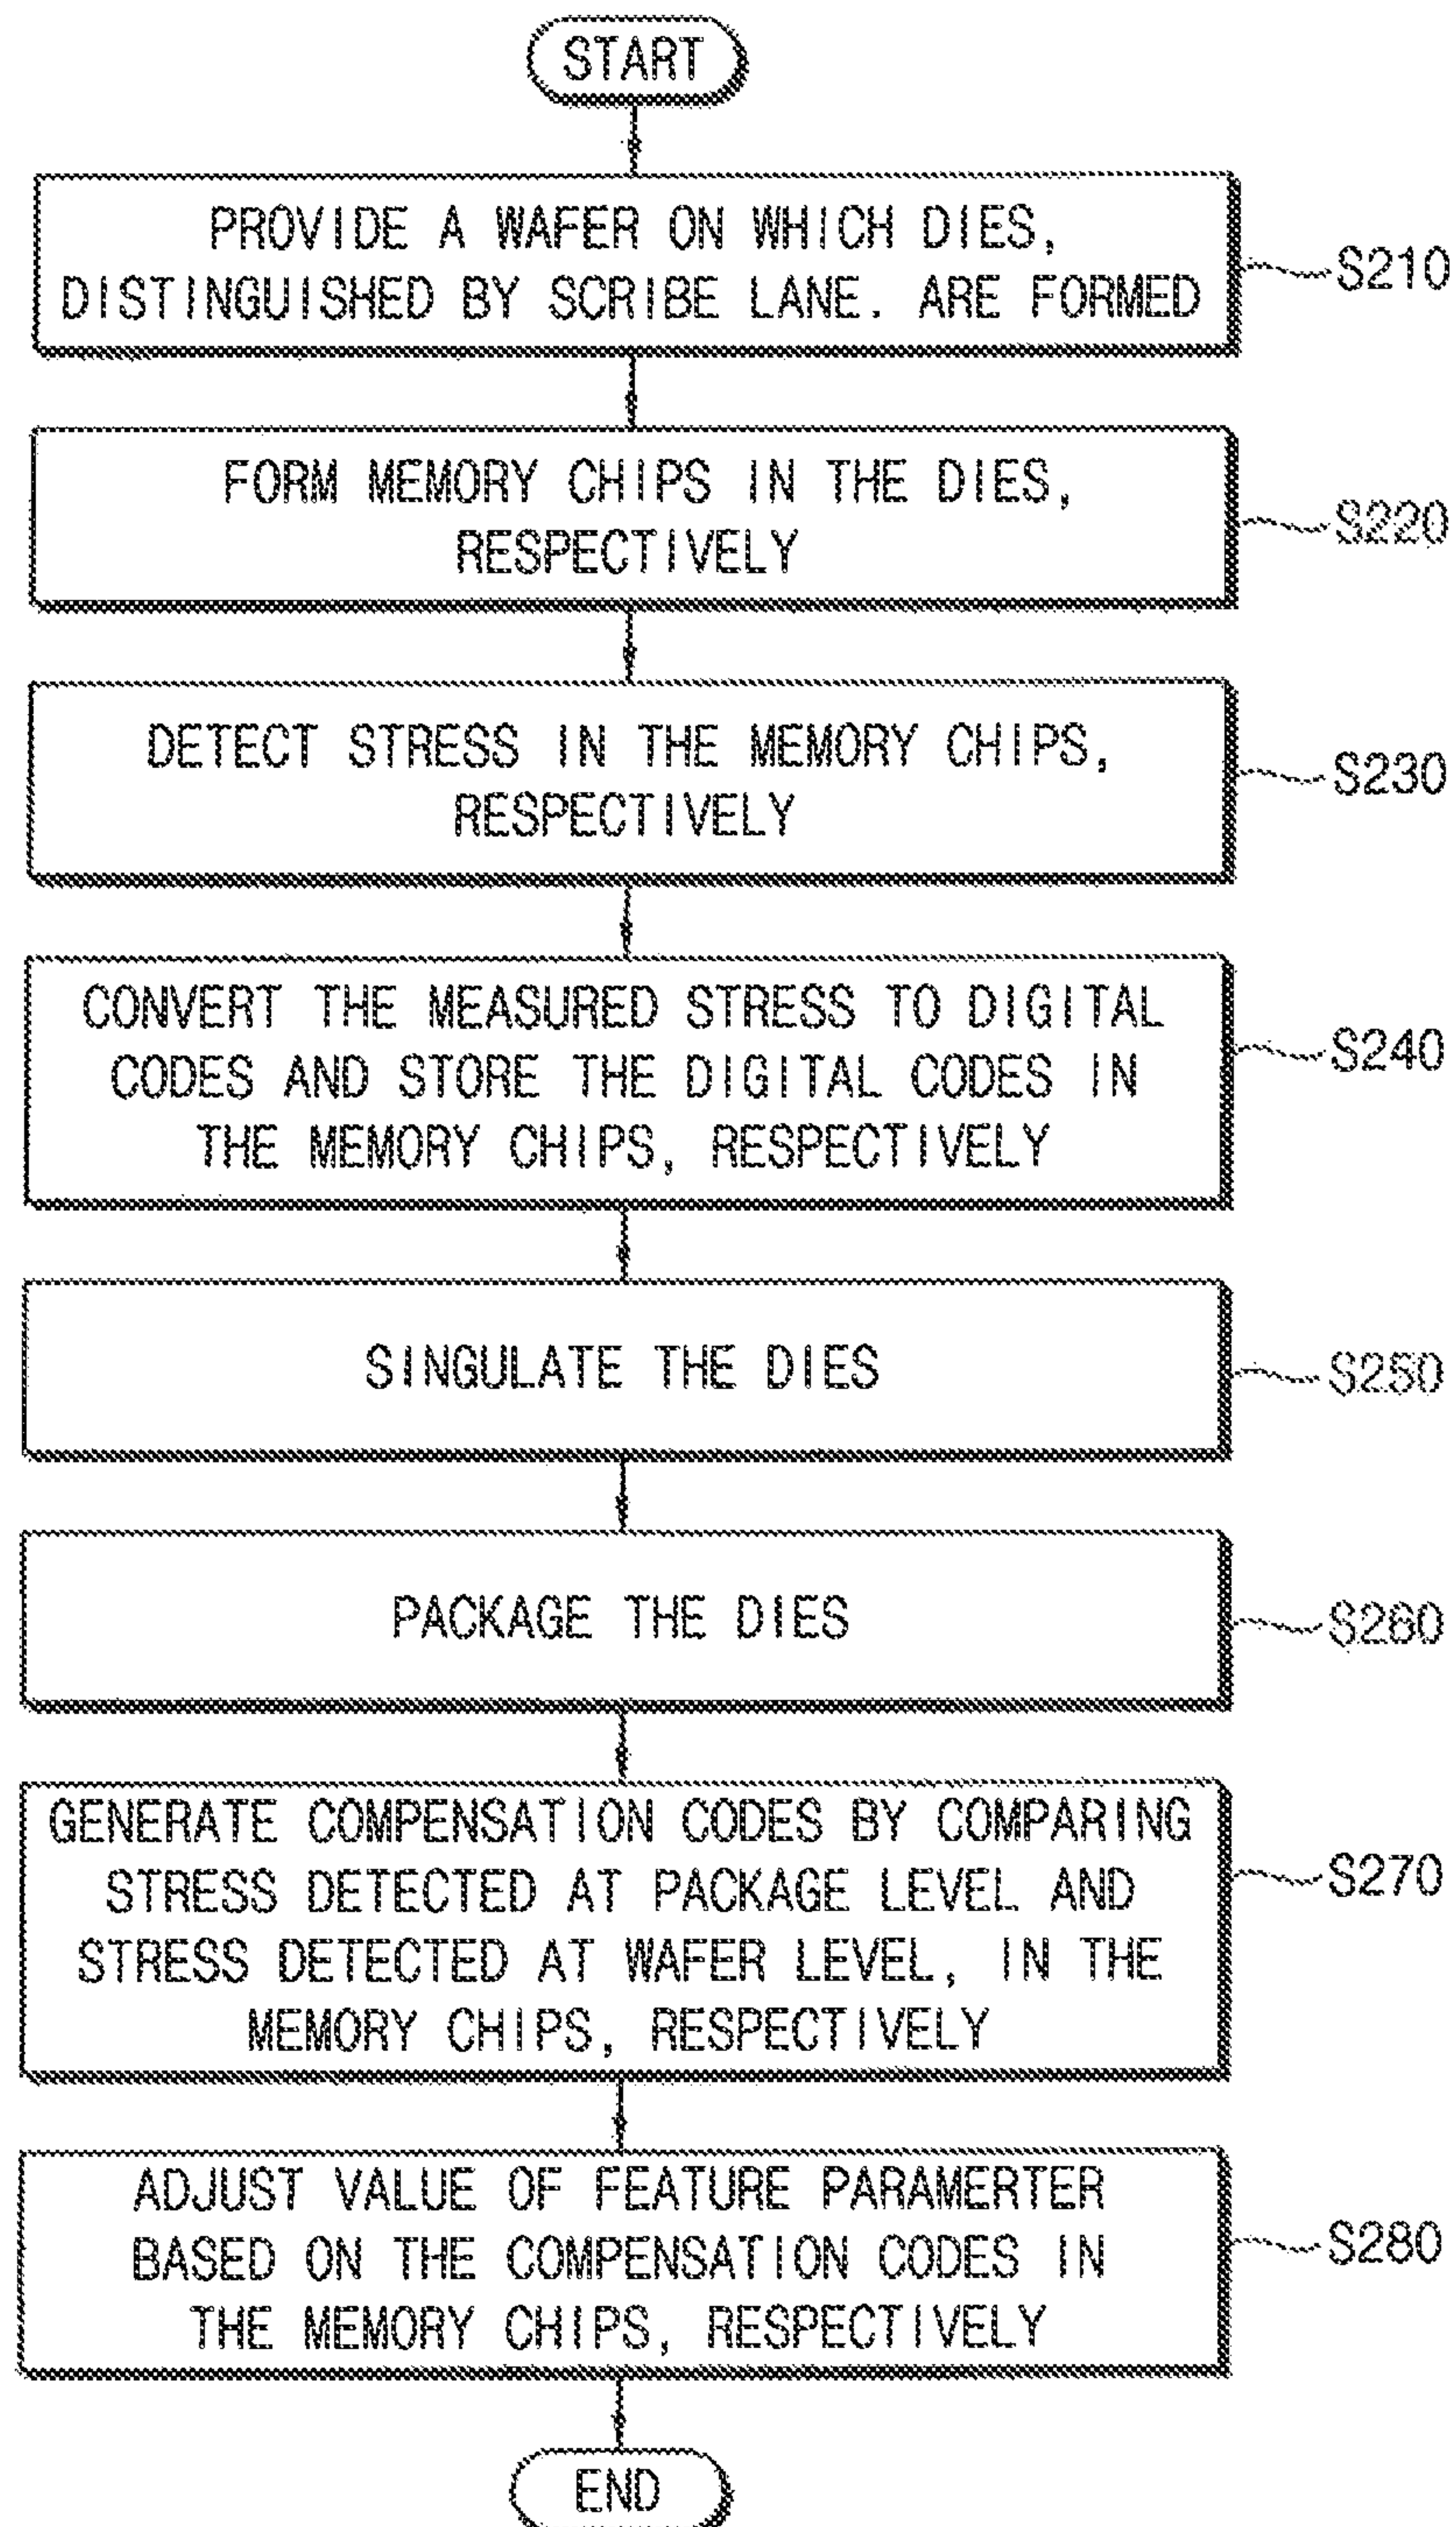 START
PROVIDE A WAFER ON WHICH DIES,
DISTINGUISHED BY SCRIBE LANE. ARE FORMED
S210
FORM MEMORY CHIPS IN THE DIES,
RESPECTIVELY
S220
DETECT STRESS IN THE MEMORY CHIPS,
RESPECTIVELY
S230
CONVERT THE MEASURED STRESS TO DIGITAL
CODES AND STORE THE DIGITAL CODES IN
THE MEMORY CHIPS, RESPECTIVELY
S240
SINGULATE THE DIES
S250
PACKAGE THE DIES
S260
GENERATE COMPENSATION CODES BY COMPARING
STRESS DETECTED AT PACKAGE LEVEL AND
STRESS DETECTED AT WAFER LEVEL, IN THE
MEMORY CHIPS, RESPECTIVELY
S270
ADJUST VALUE OF FEATURE PARAMERTER
BASED ON THE COMPENSATION CODES IN
THE MEMORY CHIPS, RESPECTIVELY
S280
END